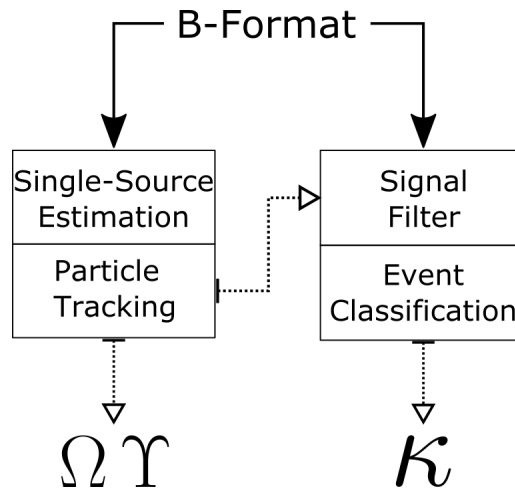 B-Format
Single-Source
Estimation
Particle
Tracking
Signal
Filter
Event
Classification
Ω ϒ
κ